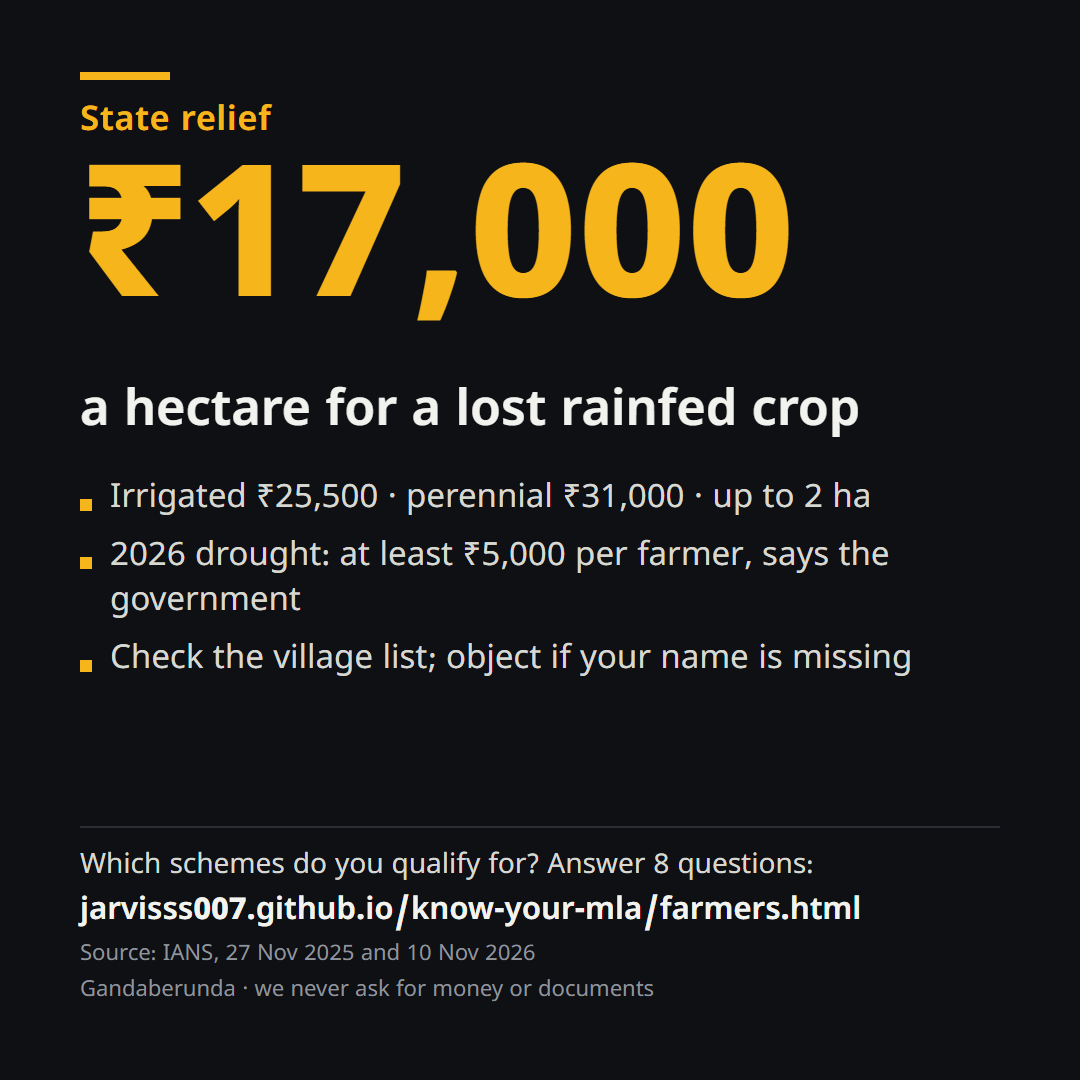 State relief
₹17,000
a hectare for a lost rainfed crop
Irrigated ₹25,500 · perennial ₹31,000 · up to 2 ha
2026 drought: at least ₹5,000 per farmer, says the
government
Check the village list; object if your name is missing
Which schemes do you qualify for? Answer 8 questions:
jarvisss007.github.io/know-your-mla/farmers.html
Source: IANS, 27 Nov 2025 and 10 Nov 2026
Gandaberunda · we never ask for money or documents